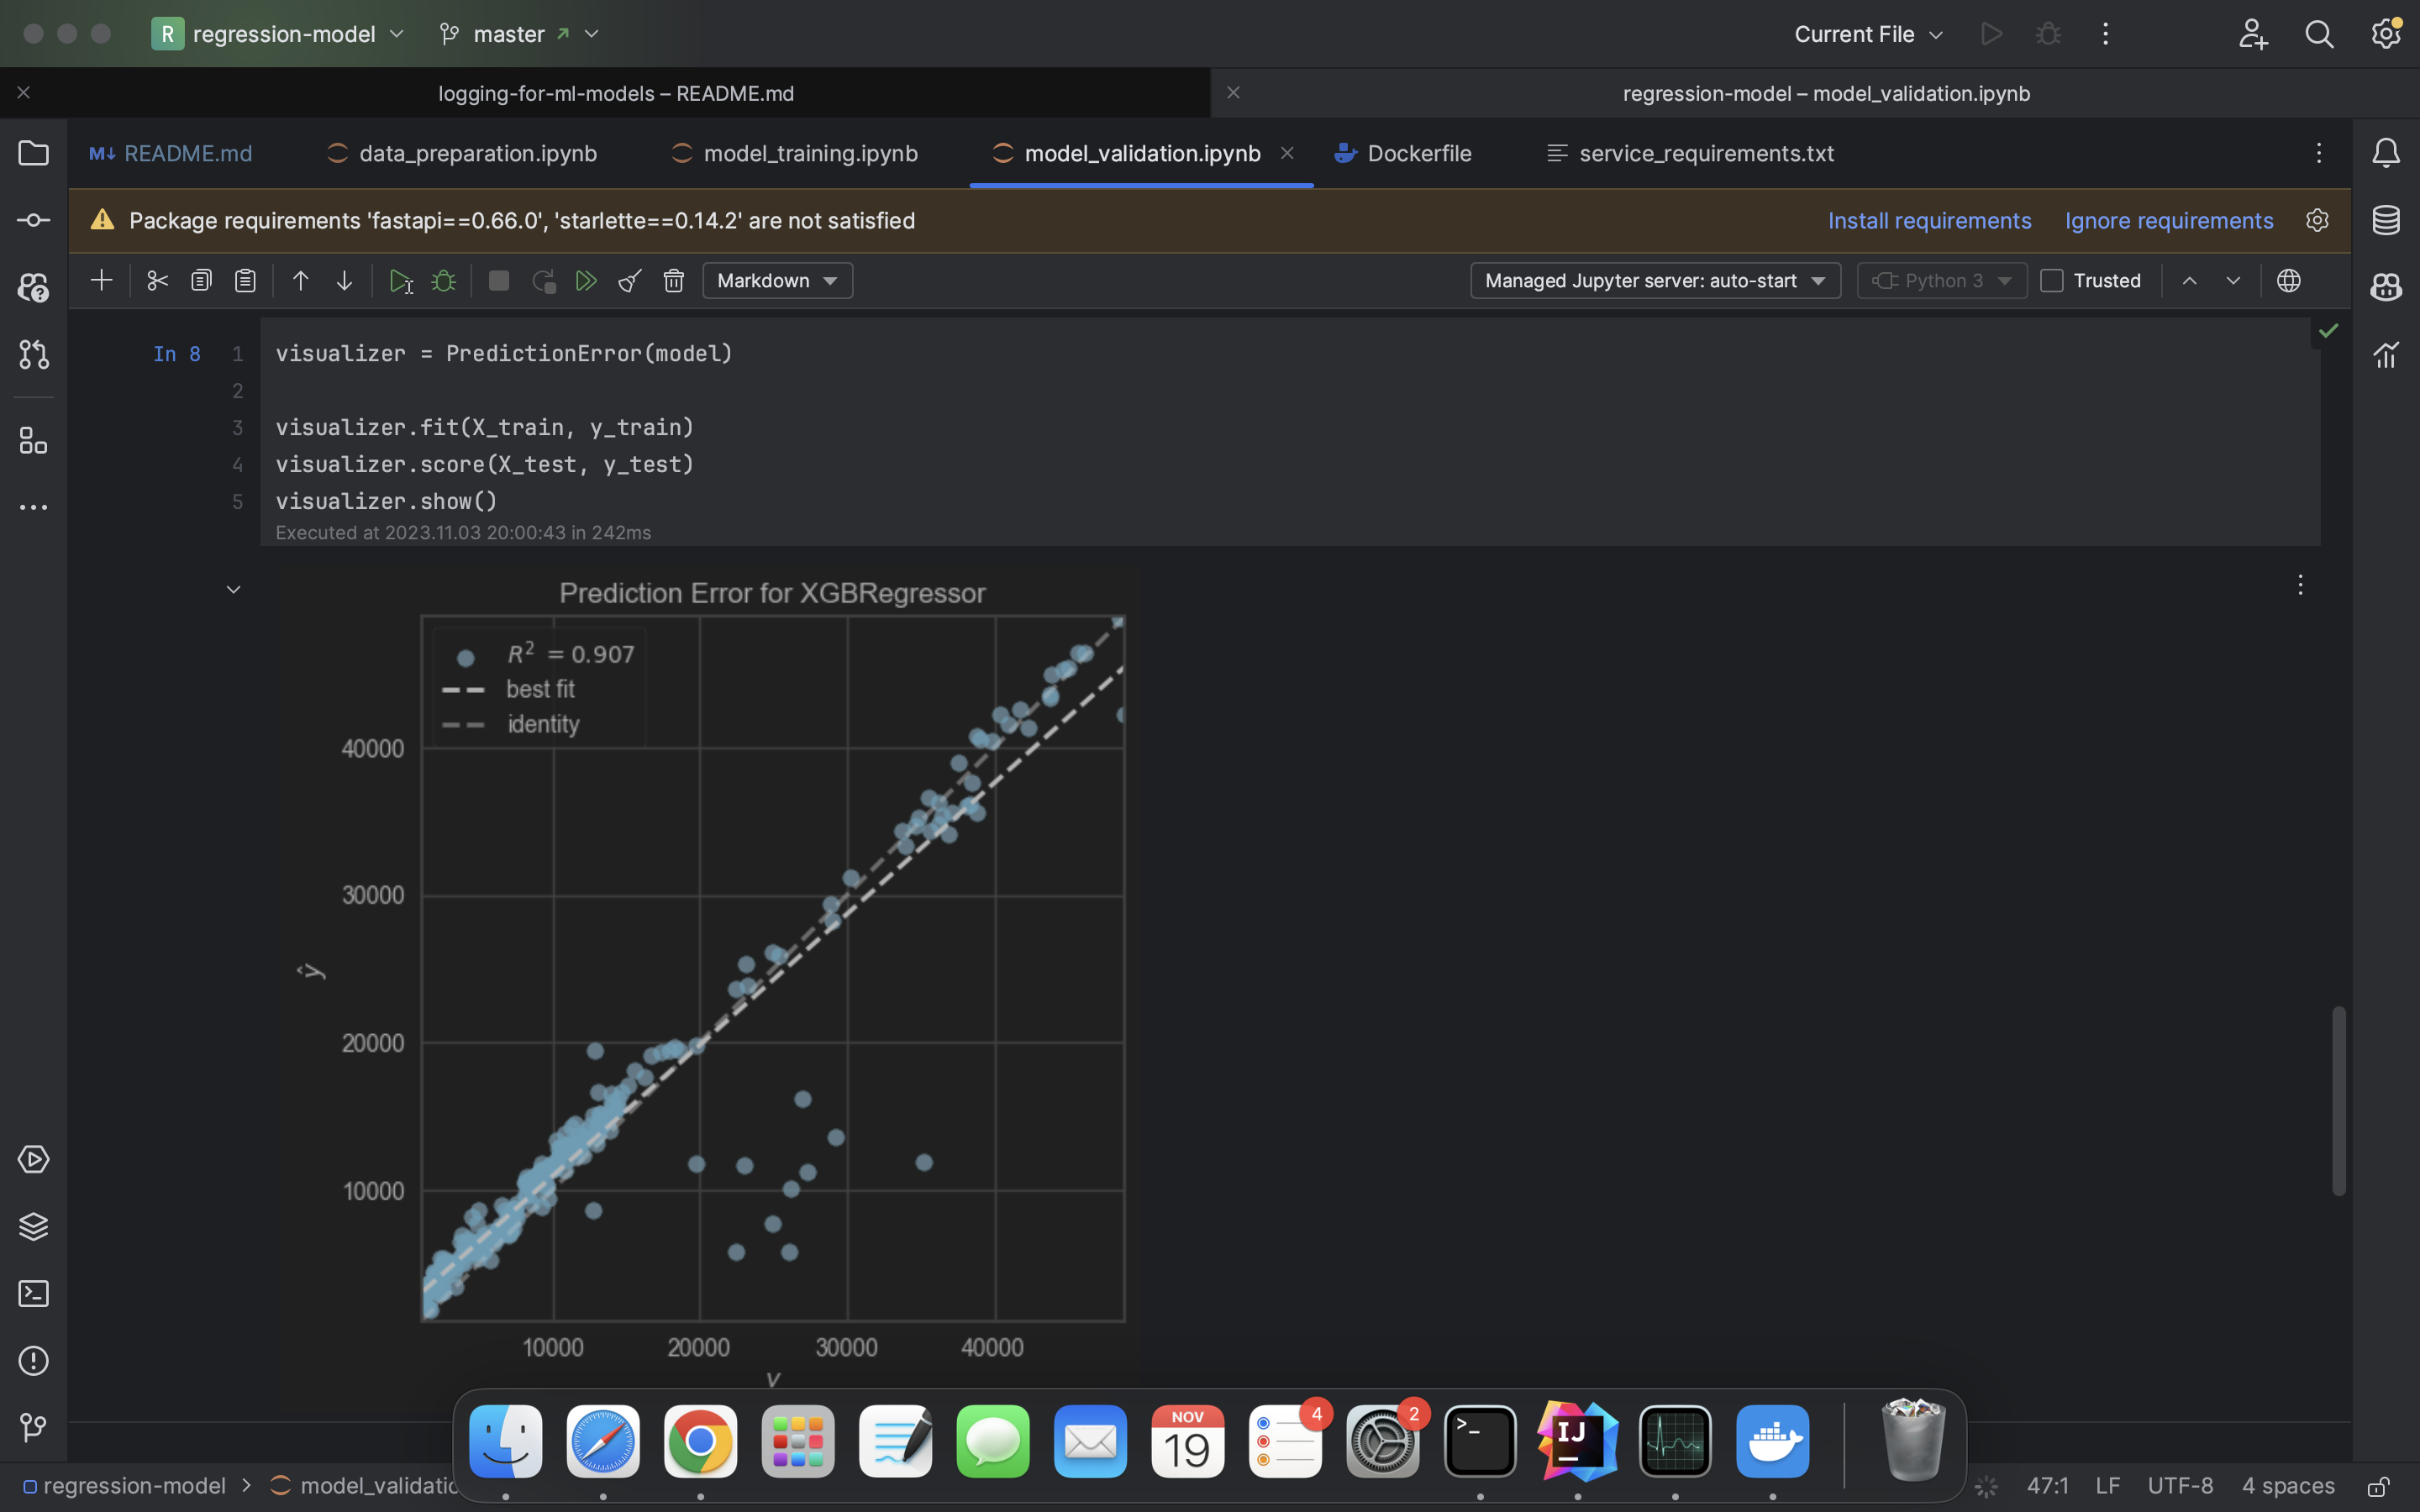 R regression-model master Current File
logging-for-ml-models – README.md
regression-model – model_validation.ipynb
M↓ README.md data_preparation.ipynb model_training.ipynb model_validation.ipynb Dockerfile service_requirements.txt
Package requirements 'fastapi==0.66.0', 'starlette==0.14.2' are not satisfied Install requirements Ignore requirements
Markdown Managed Jupyter server: auto-start Python 3 Trusted
In 8 1 visualizer = PredictionError(model)
2
3 visualizer.fit(X_train, y_train)
4 visualizer.score(X_test, y_test)
5 visualizer.show()
Executed at 2023.11.03 20:00:43 in 242ms
Prediction Error for XGBRegressor
R² = 0.907
best fit
identity
40000
30000
ŷ
20000
10000
10000 20000 30000 40000
y
NOV
19
4
2
>_
IJ
regression-model > model_validatio
47:1 LF UTF-8 4 spaces